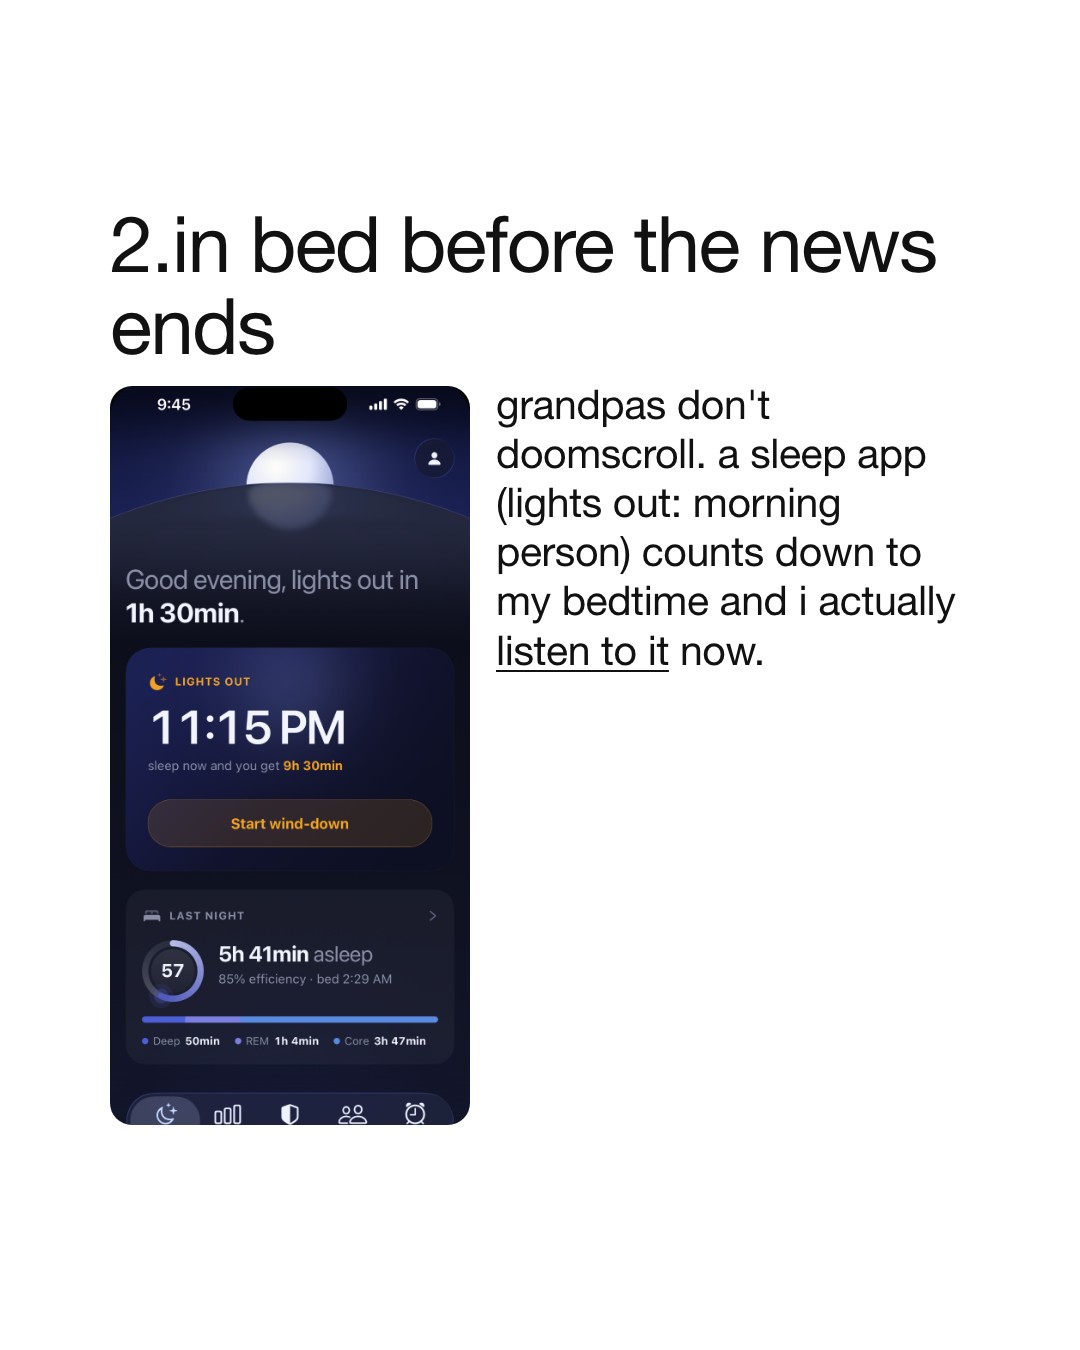 2.in bed before the news
ends
9:45
Good evening, lights out in
1h 30min.
LIGHTS OUT
11:15 PM
sleep now and you get 9h 30min
Start wind-down
LAST NIGHT
57
5h 41min asleep
85% efficiency · bed 2:29 AM
Deep 50min REM 1h 4min Core 3h 47min
grandpas don't
doomscroll. a sleep app
(lights out: morning
person) counts down to
my bedtime and i actually
listen to it now.